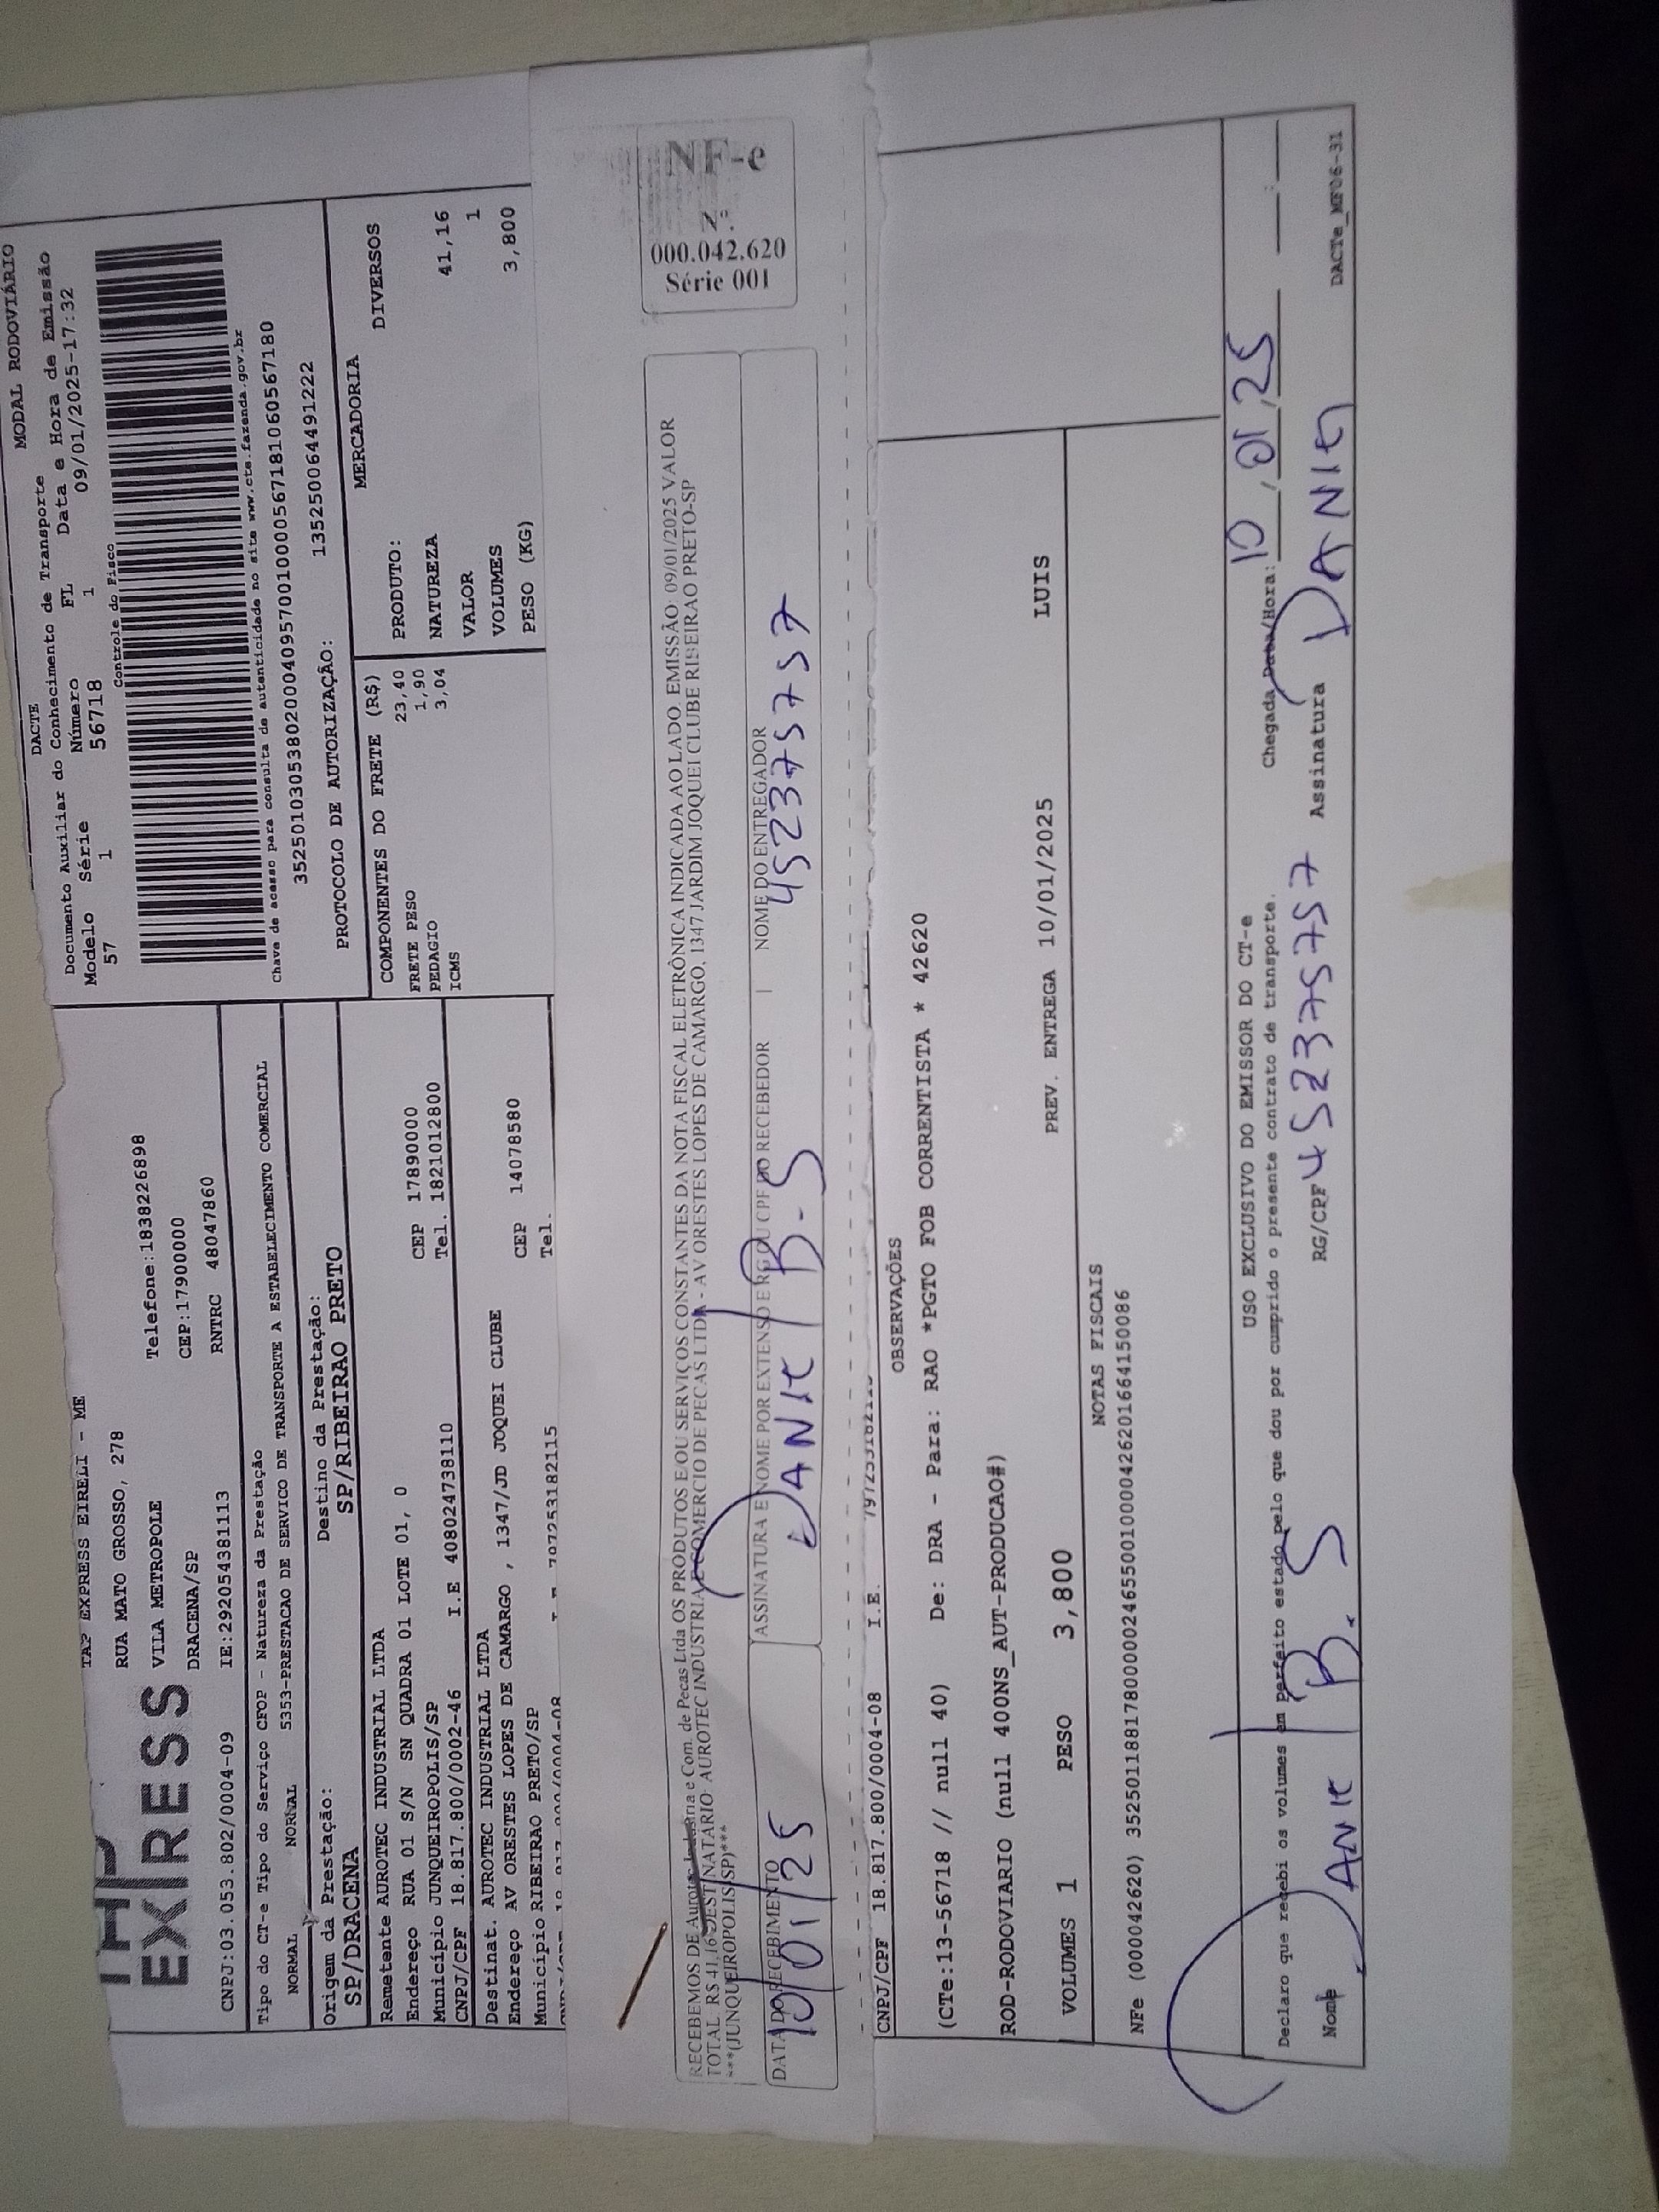 TAP EXPRESS EIRELI - ME
RUA MATO GROSSO, 278
VILA METROPOLE Telefone:1838226898
DRACENA/SP CEP:17900000
CNPJ:03.053.802/0004-09 IE:292054381113 RNTRC 48047860
EXPRESS
MODAL RODOVIÁRIO
DACTE
Documento Auxiliar do Conhecimento de Transporte
Modelo Série Número FL Data e Hora de Emissão
57 1 56718 1 09/01/2025-17:32
Controle do Fisco
Chave de acesso para consulta de autenticidade no site www.cte.fazenda.gov.br
35250103053802000409570010000567181060567180
PROTOCOLO DE AUTORIZAÇÃO: 135250064491222
Tipo do CT-e Tipo do Serviço CFOP - Natureza da Prestação
NORMAL NORMAL 5353-PRESTACAO DE SERVICO DE TRANSPORTE A ESTABELECIMENTO COMERCIAL
Origem da Prestação: Destino da Prestação:
SP/DRACENA SP/RIBEIRAO PRETO
Remetente AUROTEC INDUSTRIAL LTDA
Endereço RUA 01 S/N SN QUADRA 01 LOTE 01, 0
Município JUNQUEIROPOLIS/SP CEP 17890000
CNPJ/CPF 18.817.800/0002-46 I.E 408024738110 Tel. 1821012800
Destinat. AUROTEC INDUSTRIAL LTDA
Endereço AV ORESTES LOPES DE CAMARGO , 1347/JD JOQUEI CLUBE
Município RIBEIRAO PRETO/SP CEP 14078580
797253182115 Tel.
COMPONENTES DO FRETE (R$)
FRETE PESO 23,40
PEDAGIO 1,90
ICMS 3,04
MERCADORIA
PRODUTO: DIVERSOS
NATUREZA
VALOR 41,16
VOLUMES 1
PESO (KG) 3,800
RECEBEMOS DE Aurotec Industria e Com. de Pecas Ltda OS PRODUTOS E/OU SERVIÇOS CONSTANTES DA NOTA FISCAL ELETRÔNICA INDICADA AO LADO. EMISSÃO: 09/01/2025 VALOR
TOTAL: R$ 41,16 DESTINATÁRIO: AUROTEC INDUSTRIA E COMERCIO DE PECAS LTDA - AV ORESTES LOPES DE CAMARGO, 1347 JARDIM JOQUEI CLUBE RIBEIRAO PRETO-SP
***(JUNQUEIROPOLIS/SP)***
DATA DO RECEBIMENTO ASSINATURA E NOME POR EXTENSO E RG OU CPF DO RECEBEDOR NOME DO ENTREGADOR
10/01/25 B.S 452375757
NF-e
N.º
000.042.620
Série 001
CNPJ/CPF 18.817.800/0004-08 I.E.
OBSERVAÇÕES
(CTe:13-56718 // null 40) De: DRA - Para: RAO *PGTO FOB CORRENTISTA * 42620
ROD-RODOVIARIO (null 400NS_AUT-PRODUCAO#)
VOLUMES 1 PESO 3,800 PREV. ENTREGA 10/01/2025 LUIS
NOTAS FISCAIS
NFe (000042620) 35250118817800000246550010000426201664150086
USO EXCLUSIVO DO EMISSOR DO CT-e
Declaro que recebi os volumes em perfeito estado pelo que dou por cumprido o presente contrato de transporte. Chegada Data/Hora: 10,01,25
Nome B.S RG/CPF 452375757 Assinatura
DACTe_MF06-31